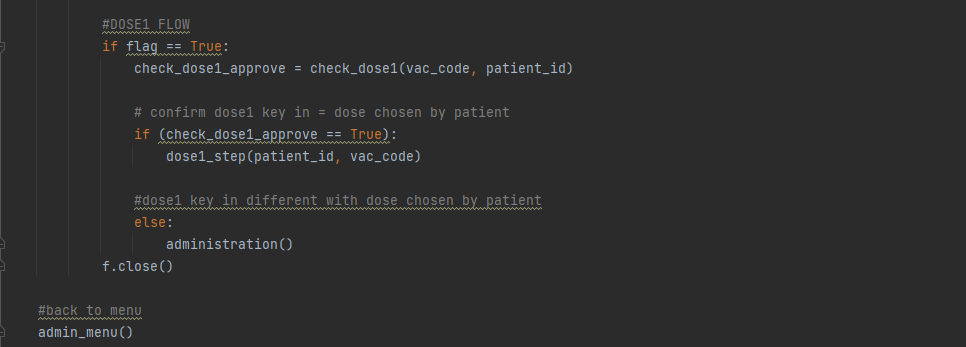 #DOSE1 FLOW
if flag == True:
check_dose1_approve = check_dose1(vac_code, patient_id)
# confirm dose1 key in = dose chosen by patient
if (check_dose1_approve == True):
dose1_step(patient_id, vac_code)
#dose1 key in different with dose chosen by patient
else:
administration()
f.close()
#back to menu
admin_menu()